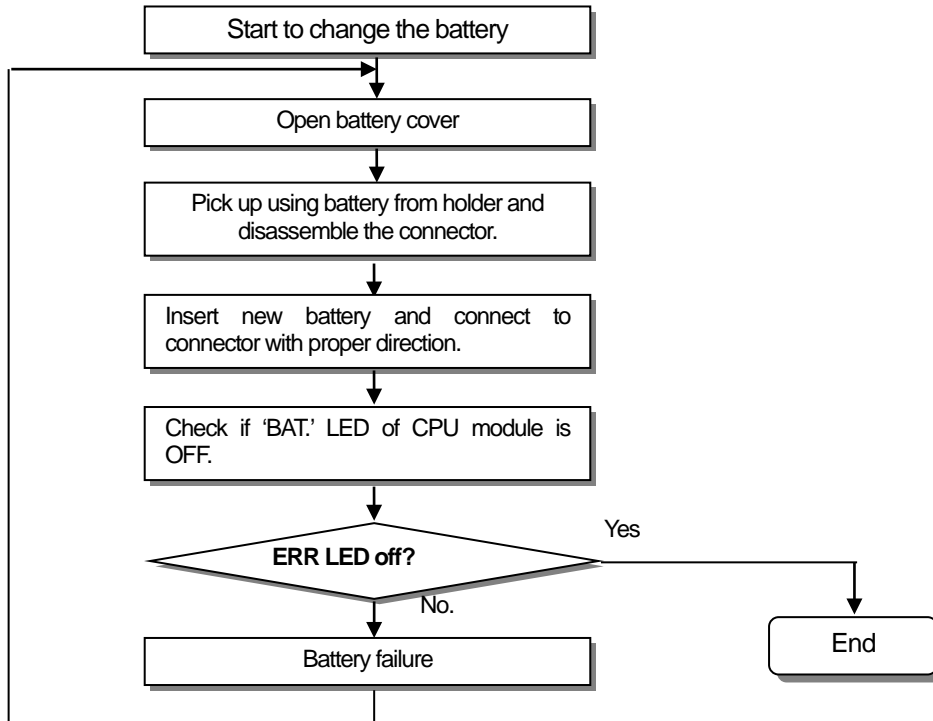 Start to change the battery
Open battery cover
Pick up using battery from holder and
disassemble the connector.
Insert new battery and connect to
connector with proper direction.
Check if ‘BAT.’ LED of CPU module is
OFF.
Yes
ERR LED off?
No.
End
Battery failure